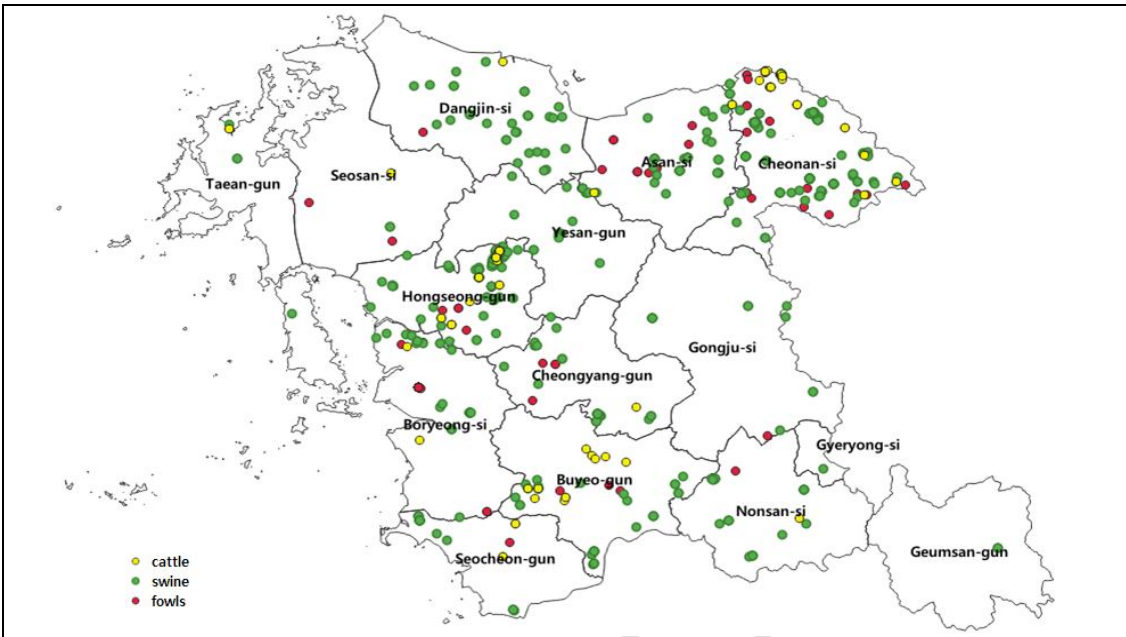 Dangjin-si
Asan-si
Cheonan-si
Taean-gun
Seosan-si
Yesan-gun
Hongseong-gun
Gongju-si
Cheongyang-gun
Boryeong-si
Gyeryong-si
Buyeo-gun
Nonsan-si
Geumsan-gun
Seocheon-gun
cattle
swine
fowls